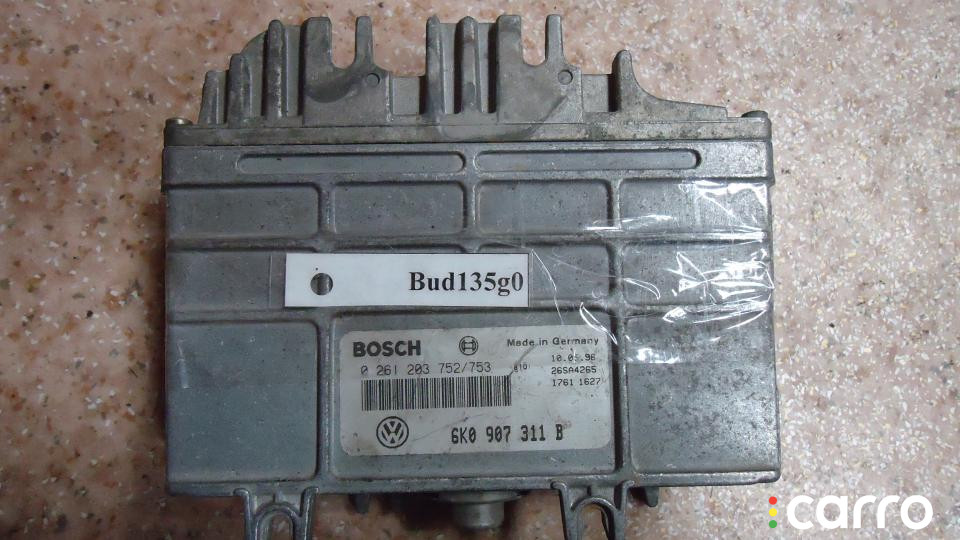 Bud135g0
BOSCH
Made in Germany
0 261 203 752/753
10.05.96
26SA4265
1761 1627
6K0 907 311 B
carro